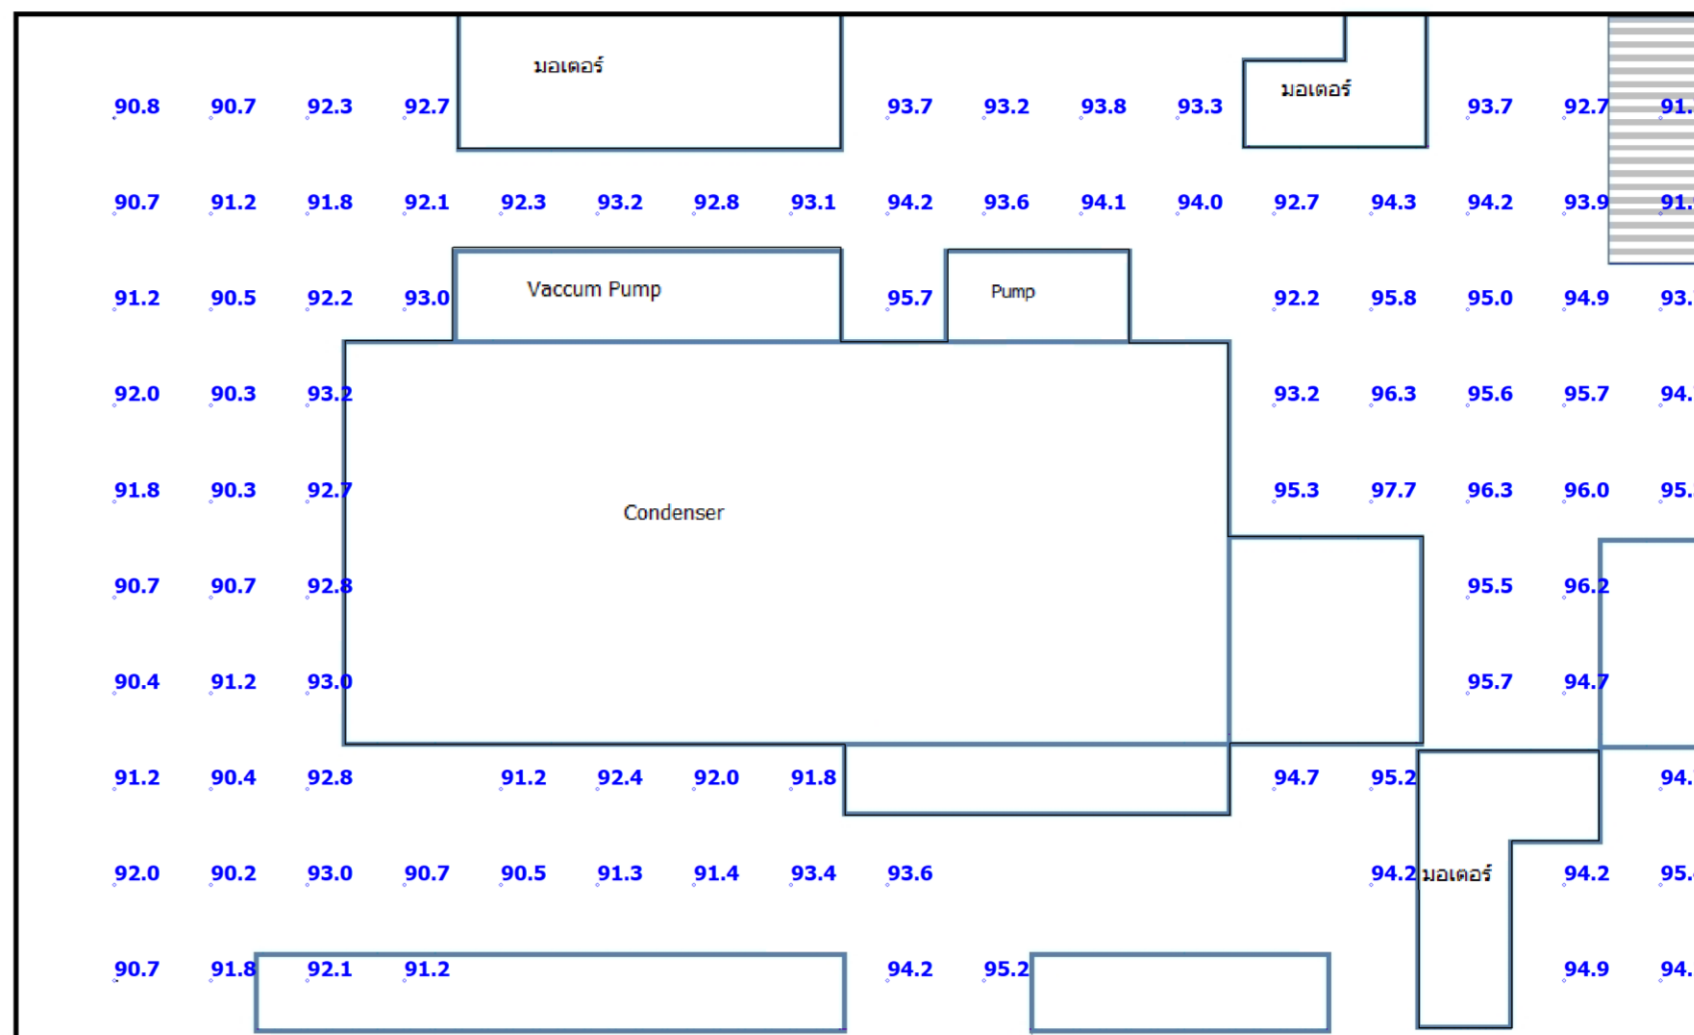 มอเตอร์
มอเตอร์
90.8 90.7 92.3 92.7 93.7 93.2 93.8 93.3 93.7 92.7
90.7 91.2 91.8 92.1 92.3 93.2 92.8 93.1 94.2 93.6 94.1 94.0 92.7 94.3 94.2 93.9
Vaccum Pump
Pump
91.2 90.5 92.2 93.0 95.7 92.2 95.8 95.0 94.9
92.0 90.3 93.2 93.2 96.3 95.6 95.7
91.8 90.3 92.7 95.3 97.7 96.3 96.0
Condenser
90.7 90.7 92.8 95.5 96.2
90.4 91.2 93.0 95.7 94.7
91.2 90.4 92.8 91.2 92.4 92.0 91.8 94.7 95.2
92.0 90.2 93.0 90.7 90.5 91.3 91.4 93.4 93.6 94.2 มอเตอร์ 94.2
90.7 91.8 92.1 91.2 94.2 95.2 94.9